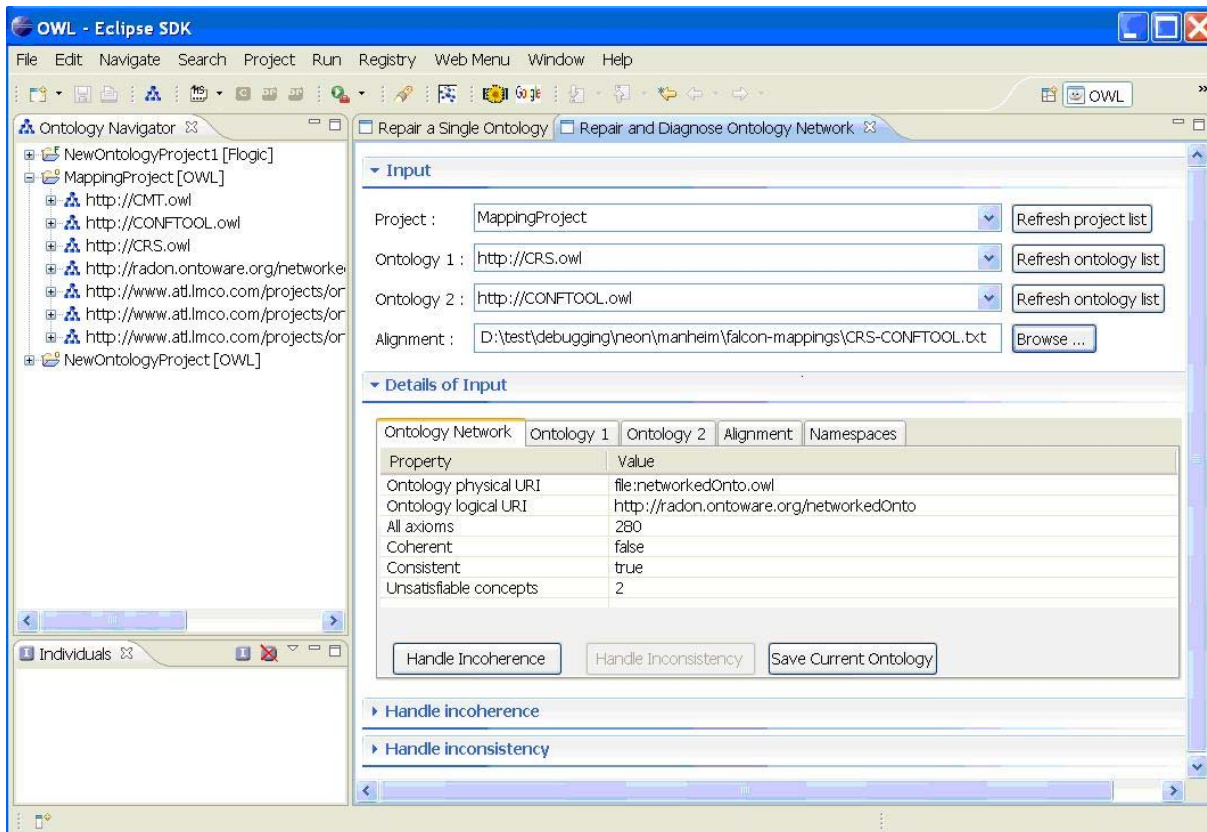 OWL - Eclipse SDK
File Edit Navigate Search Project Run Registry Web Menu Window Help
Google
OWL
»
Ontology Navigator
Repair a Single Ontology
Repair and Diagnose Ontology Network
NewOntologyProject1 [Flogic]
MappingProject [OWL]
http://CMT.owl
http://CONFTOOL.owl
http://CRS.owl
http://radon.ontoware.org/networke
http://www.atl.lmco.com/projects/or
http://www.atl.lmco.com/projects/or
http://www.atl.lmco.com/projects/or
NewOntologyProject [OWL]
Individuals
Input
Project : MappingProject Refresh project list
Ontology 1 : http://CRS.owl Refresh ontology list
Ontology 2 : http://CONFTOOL.owl Refresh ontology list
Alignment : D:\test\debugging\neon\manheim\falcon-mappings\CRS-CONFTOOL.txt Browse ...
Details of Input
Ontology Network Ontology 1 Ontology 2 Alignment Namespaces
Property Value
Ontology physical URI file:networkedOnto.owl
Ontology logical URI http://radon.ontoware.org/networkedOnto
All axioms 280
Coherent false
Consistent true
Unsatisfiable concepts 2
Handle Incoherence Handle Inconsistency Save Current Ontology
Handle incoherence
Handle inconsistency